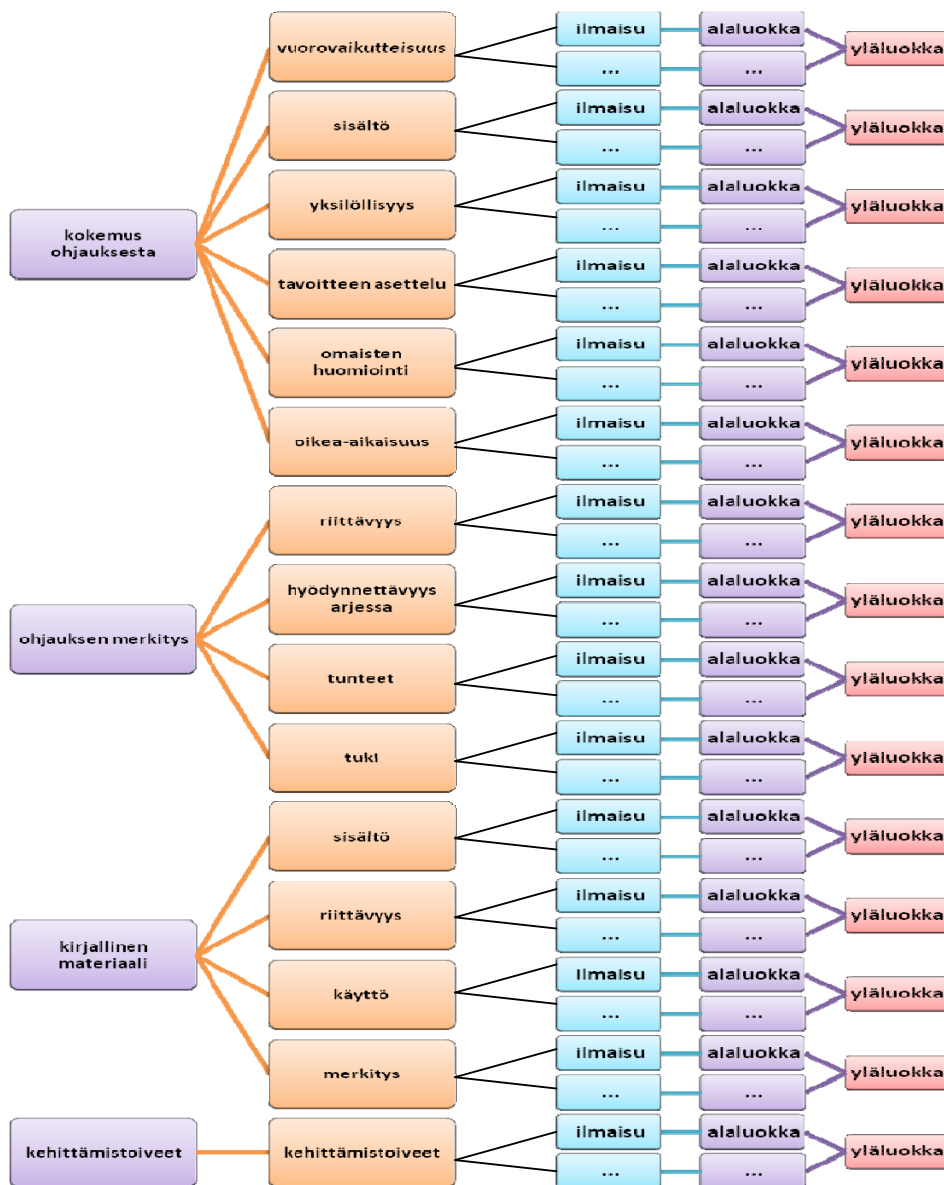 kokemus
ohjauksesta
vuorovaikutteisuus
ilmaisu
alaluokka
...
...
yläluokka
sisältö
ilmaisu
alaluokka
...
...
yläluokka
yksilöllisyys
ilmaisu
alaluokka
...
...
yläluokka
tavoitteen asettelu
ilmaisu
alaluokka
...
...
yläluokka
omaisten
huomiointi
ilmaisu
alaluokka
...
...
yläluokka
oikea-aikaisuus
ilmaisu
alaluokka
...
...
yläluokka
ohjauksen merkitys
riittävyys
ilmaisu
alaluokka
...
...
yläluokka
hyödynnettävyys
arjessa
ilmaisu
alaluokka
...
...
yläluokka
tunteet
ilmaisu
alaluokka
...
...
yläluokka
tuki
ilmaisu
alaluokka
...
...
yläluokka
kirjallinen
materiaali
sisältö
ilmaisu
alaluokka
...
...
yläluokka
riittävyys
ilmaisu
alaluokka
...
...
yläluokka
käyttö
ilmaisu
alaluokka
...
...
yläluokka
merkitys
ilmaisu
alaluokka
...
...
yläluokka
kehittämistoiveet
kehittämistoiveet
ilmaisu
alaluokka
...
...
yläluokka